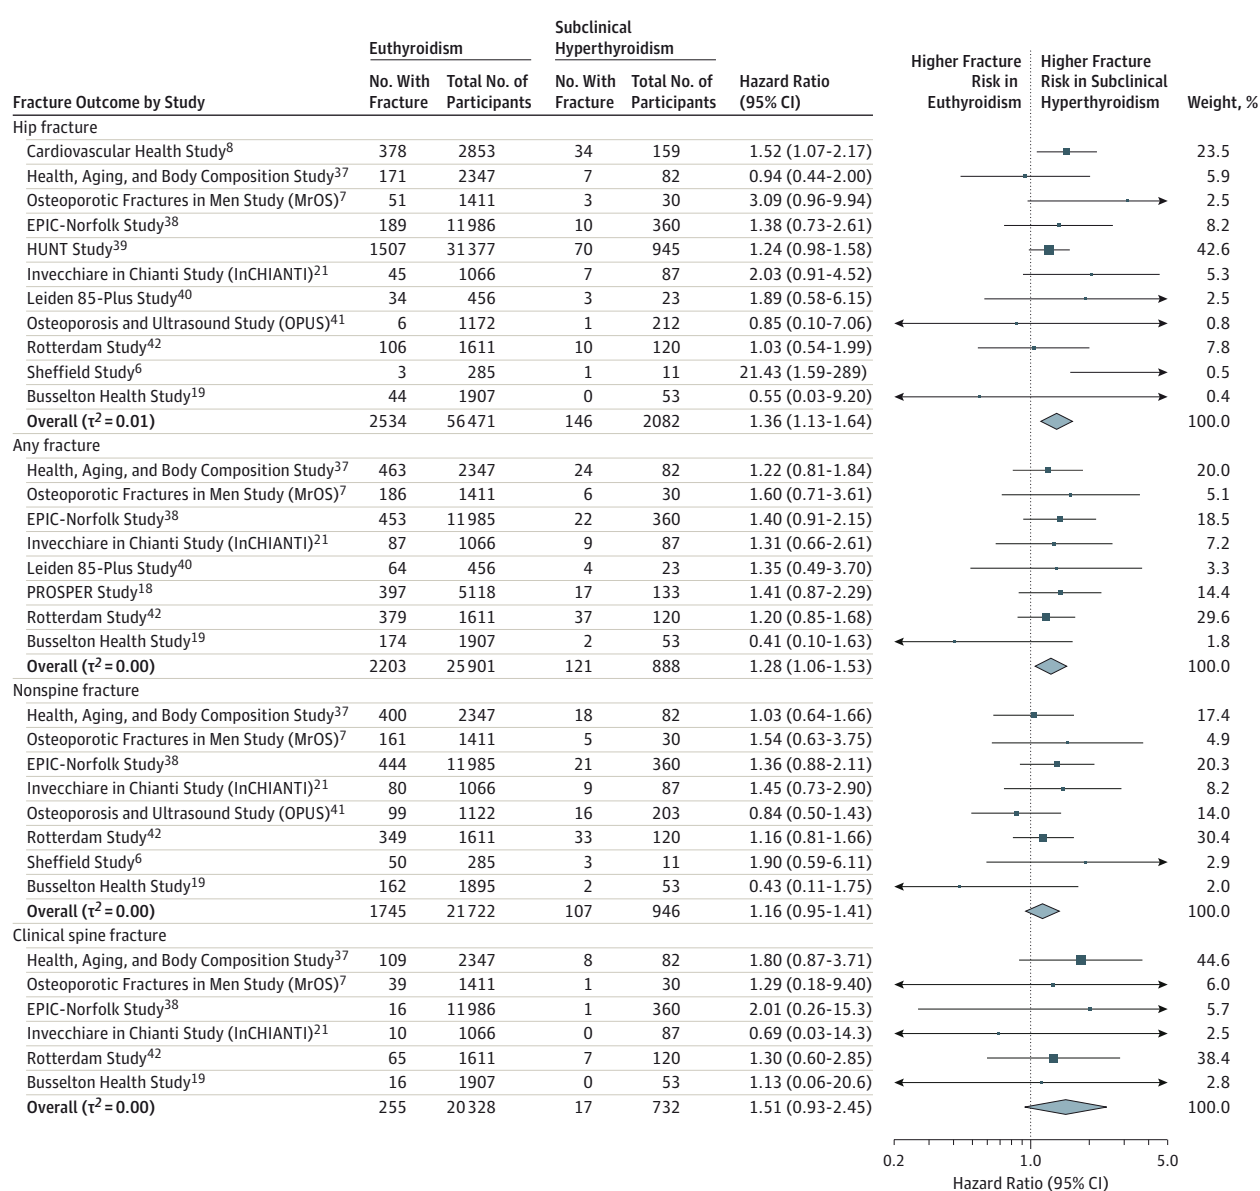 Fracture Outcome by Study Euthyroidism No. With Fracture Total No. of Participants Subclinical Hyperthyroidism No. With Fracture Total No. of Participants Hazard Ratio (95% CI) Higher Fracture Risk in Euthyroidism Higher Fracture Risk in Subclinical Hyperthyroidism Weight, %
Hip fracture
Cardiovascular Health Study8 378 2853 34 159 1.52 (1.07-2.17) 23.5
Health, Aging, and Body Composition Study37 171 2347 7 82 0.94 (0.44-2.00) 5.9
Osteoporotic Fractures in Men Study (MrOS)7 51 1411 3 30 3.09 (0.96-9.94) 2.5
EPIC-Norfolk Study38 189 11986 10 360 1.38 (0.73-2.61) 8.2
HUNT Study39 1507 31377 70 945 1.24 (0.98-1.58) 42.6
Invecchiare in Chianti Study (InCHIANTI)21 45 1066 7 87 2.03 (0.91-4.52) 5.3
Leiden 85-Plus Study40 34 456 3 23 1.89 (0.58-6.15) 2.5
Osteoporosis and Ultrasound Study (OPUS)41 6 1172 1 212 0.85 (0.10-7.06) 0.8
Rotterdam Study42 106 1611 10 120 1.03 (0.54-1.99) 7.8
Sheffield Study6 3 285 1 11 21.43 (1.59-289) 0.5
Busselton Health Study19 44 1907 0 53 0.55 (0.03-9.20) 0.4
Overall (τ2 = 0.01) 2534 56471 146 2082 1.36 (1.13-1.64) 100.0
Any fracture
Health, Aging, and Body Composition Study37 463 2347 24 82 1.22 (0.81-1.84) 20.0
Osteoporotic Fractures in Men Study (MrOS)7 186 1411 6 30 1.60 (0.71-3.61) 5.1
EPIC-Norfolk Study38 453 11985 22 360 1.40 (0.91-2.15) 18.5
Invecchiare in Chianti Study (InCHIANTI)21 87 1066 9 87 1.31 (0.66-2.61) 7.2
Leiden 85-Plus Study40 64 456 4 23 1.35 (0.49-3.70) 3.3
PROSPER Study18 397 5118 17 133 1.41 (0.87-2.29) 14.4
Rotterdam Study42 379 1611 37 120 1.20 (0.85-1.68) 29.6
Busselton Health Study19 174 1907 2 53 0.41 (0.10-1.63) 1.8
Overall (τ2 = 0.00) 2203 25901 121 888 1.28 (1.06-1.53) 100.0
Nonspine fracture
Health, Aging, and Body Composition Study37 400 2347 18 82 1.03 (0.64-1.66) 17.4
Osteoporotic Fractures in Men Study (MrOS)7 161 1411 5 30 1.54 (0.63-3.75) 4.9
EPIC-Norfolk Study38 444 11985 21 360 1.36 (0.88-2.11) 20.3
Invecchiare in Chianti Study (InCHIANTI)21 80 1066 9 87 1.45 (0.73-2.90) 8.2
Osteoporosis and Ultrasound Study (OPUS)41 99 1122 16 203 0.84 (0.50-1.43) 14.0
Rotterdam Study42 349 1611 33 120 1.16 (0.81-1.66) 30.4
Sheffield Study6 50 285 3 11 1.90 (0.59-6.11) 2.9
Busselton Health Study19 162 1895 2 53 0.43 (0.11-1.75) 2.0
Overall (τ2 = 0.00) 1745 21722 107 946 1.16 (0.95-1.41) 100.0
Clinical spine fracture
Health, Aging, and Body Composition Study37 109 2347 8 82 1.80 (0.87-3.71) 44.6
Osteoporotic Fractures in Men Study (MrOS)7 39 1411 1 30 1.29 (0.18-9.40) 6.0
EPIC-Norfolk Study38 16 11986 1 360 2.01 (0.26-15.3) 5.7
Invecchiare in Chianti Study (InCHIANTI)21 10 1066 0 87 0.69 (0.03-14.3) 2.5
Rotterdam Study42 65 1611 7 120 1.30 (0.60-2.85) 38.4
Busselton Health Study19 16 1907 0 53 1.13 (0.06-20.6) 2.8
Overall (τ2 = 0.00) 255 20328 17 732 1.51 (0.93-2.45) 100.0
0.2 1.0 5.0
Hazard Ratio (95% CI)